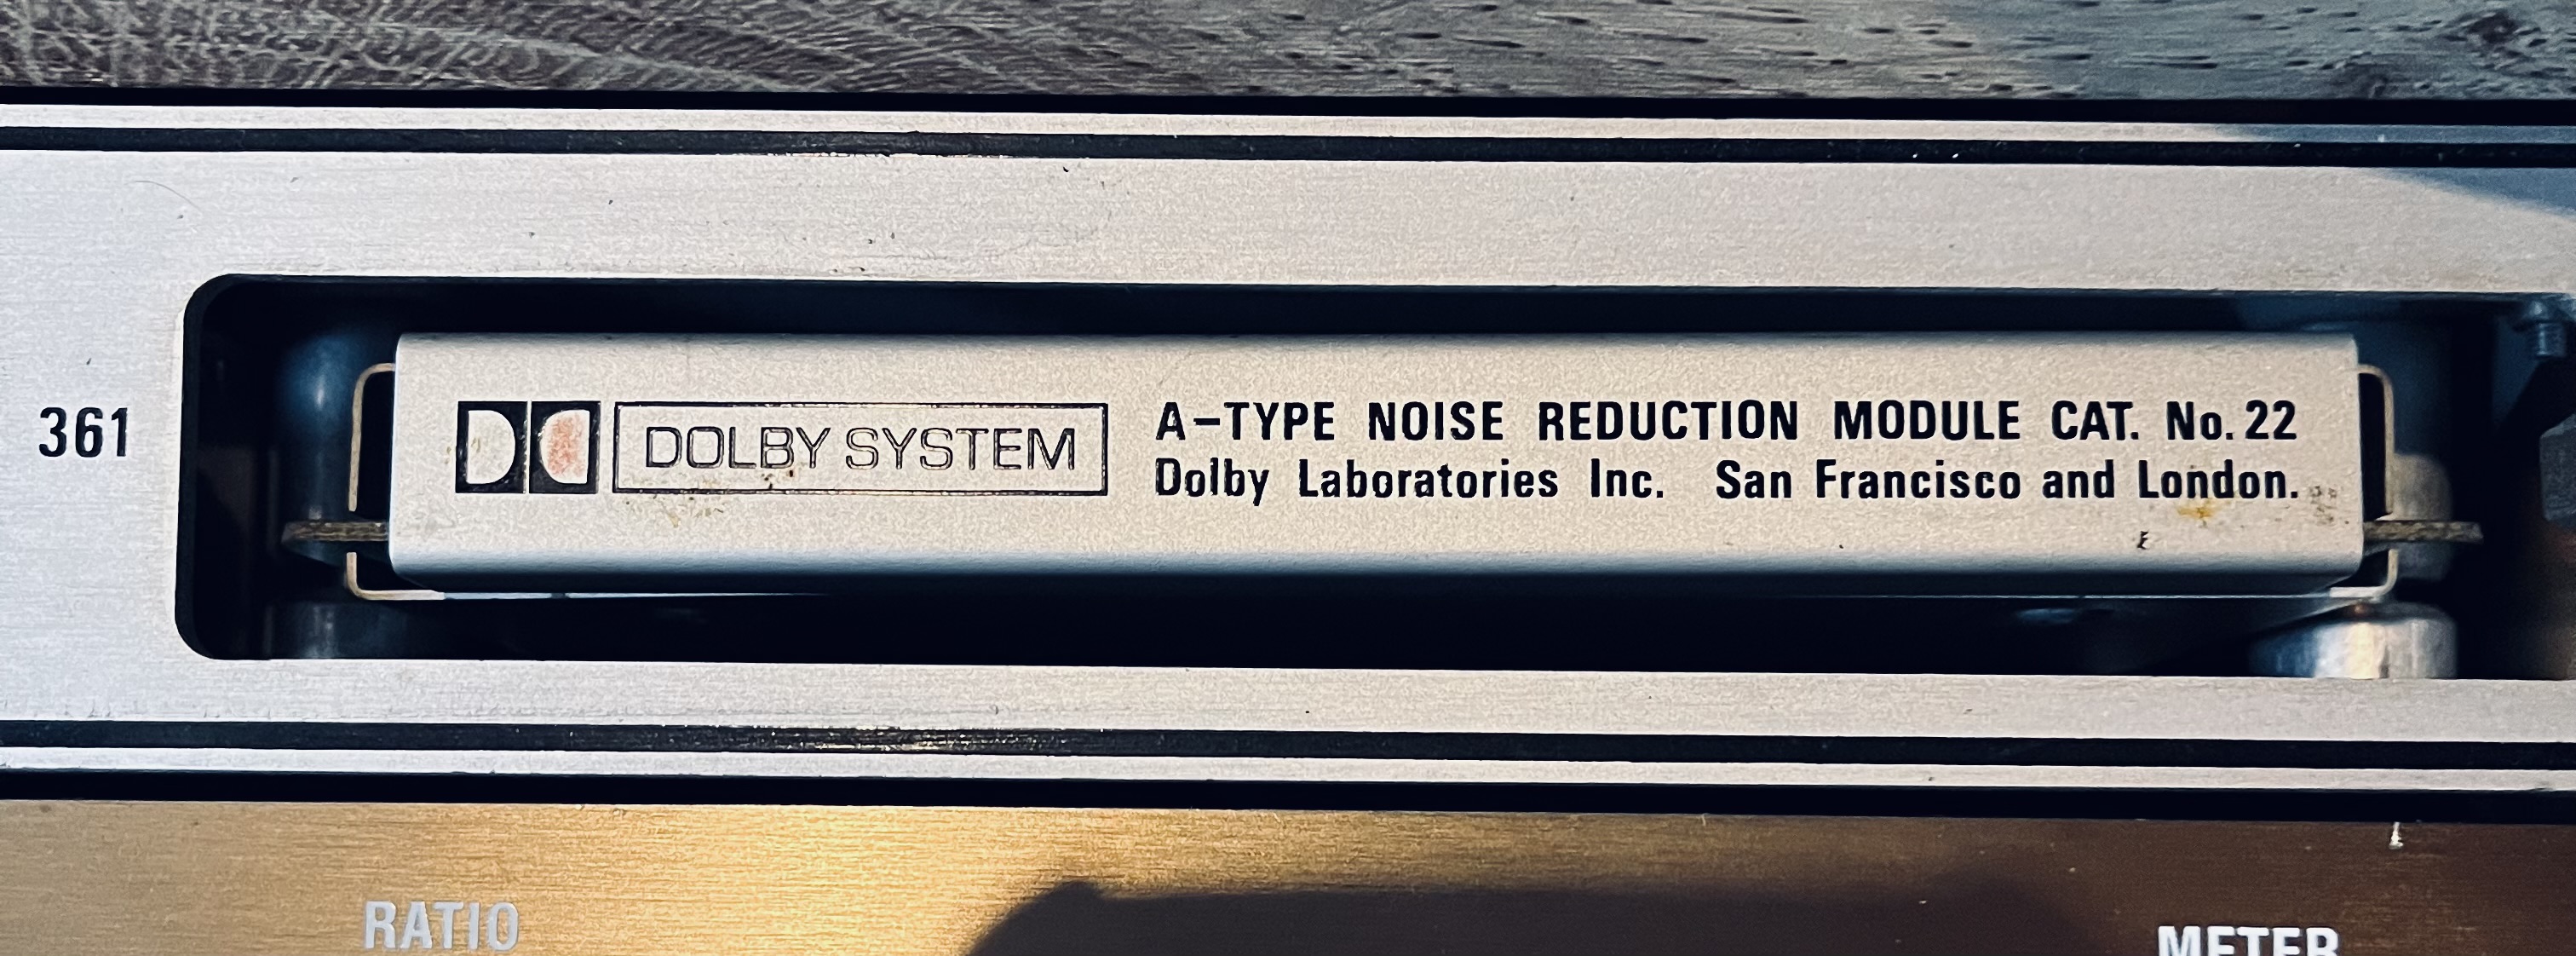 361
DOLBY SYSTEM
A-TYPE NOISE REDUCTION MODULE CAT. No. 22
Dolby Laboratories Inc. San Francisco and London.
RATIO
METER